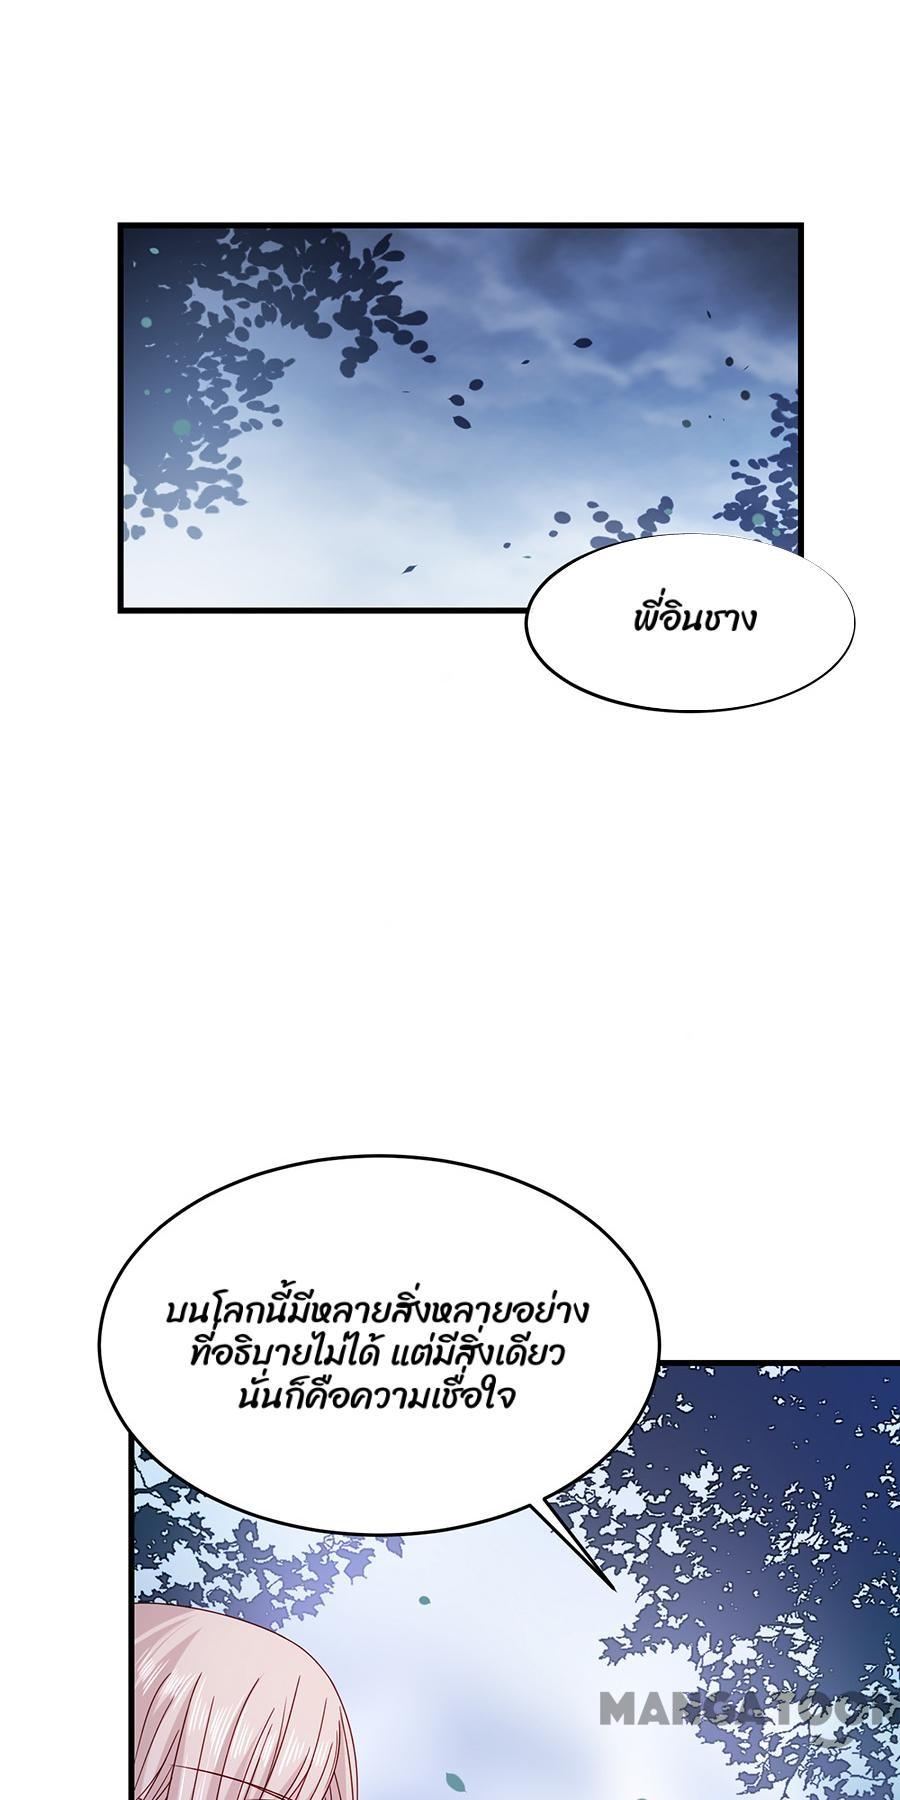 พี่อินชาง
บนโลกนี้มีหลายสิ่งหลายอย่าง
ที่อธิบายไม่ได้ แต่มีสิ่งเดียว
นั่นก็คือความเชื่อใจ
MANGATOON